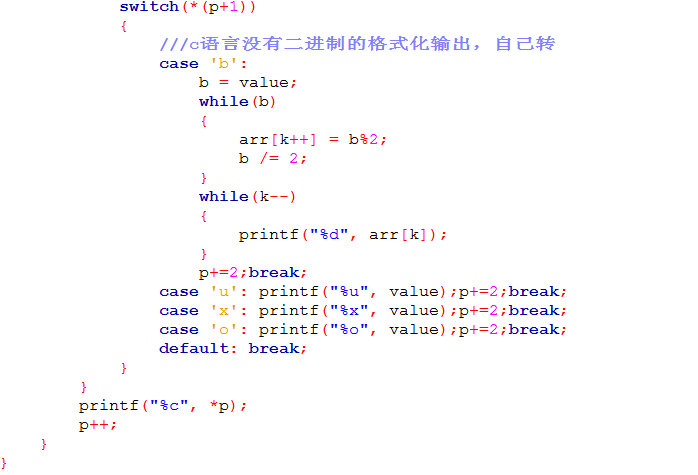 switch(*(p+1))
{
///c语言没有二进制的格式化输出，自己转
case 'b':
b = value;
while(b)
{
arr[k++] = b%2;
b /= 2;
}
while(k--)
{
printf("%d", arr[k]);
}
p+=2;break;
case 'u': printf("%u", value);p+=2;break;
case 'x': printf("%x", value);p+=2;break;
case 'o': printf("%o", value);p+=2;break;
default: break;
}
}
printf("%c", *p);
p++;
}
}